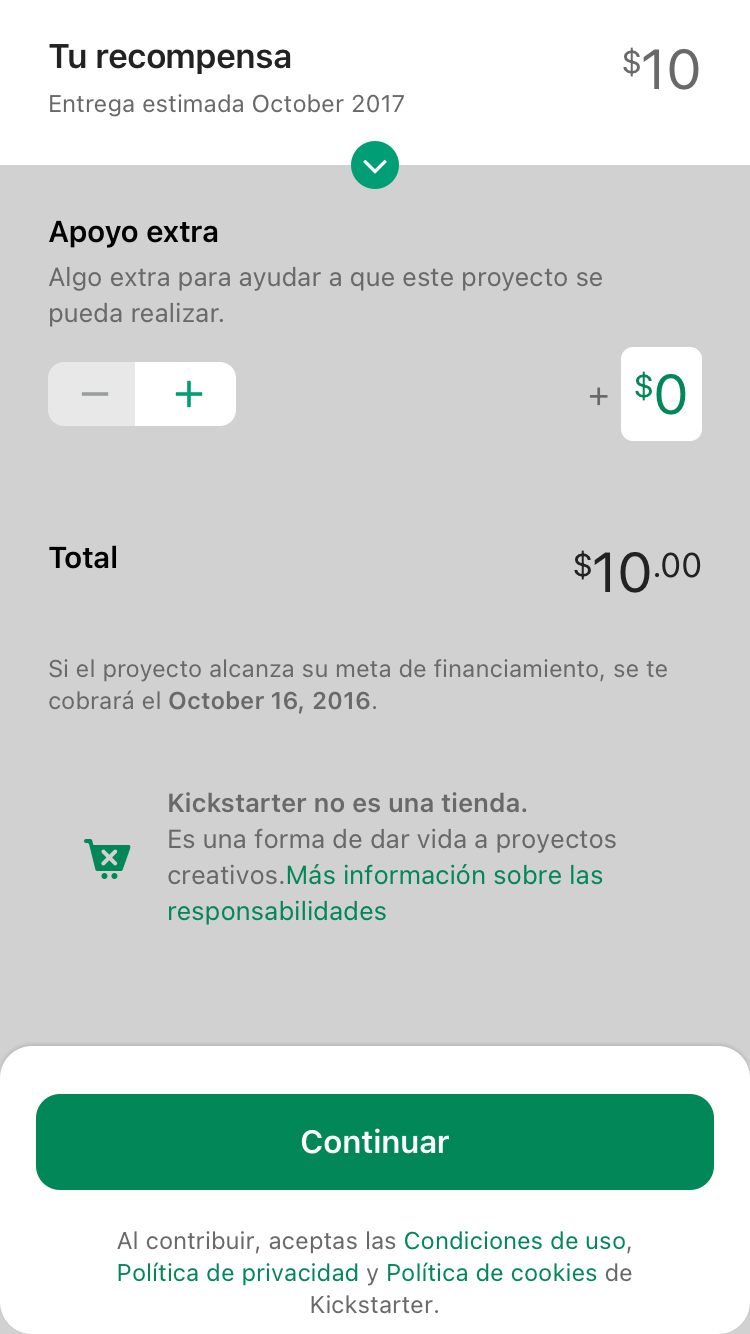 Tu recompensa
$10
Entrega estimada October 2017
Apoyo extra
Algo extra para ayudar a que este proyecto se
pueda realizar.
+ $0
Total
$10.00
Si el proyecto alcanza su meta de financiamiento, se te
cobrará el October 16, 2016.
Kickstarter no es una tienda.
Es una forma de dar vida a proyectos
creativos.Más información sobre las
responsabilidades
Continuar
Al contribuir, aceptas las Condiciones de uso,
Política de privacidad y Política de cookies de
Kickstarter.